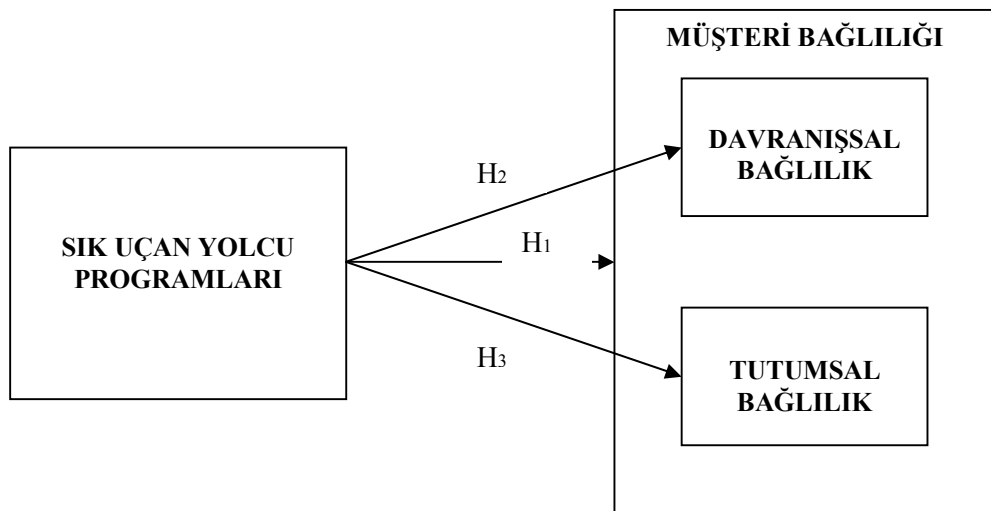 MÜŞTERİ BAĞLILIĞI
DAVRANIŞSAL
BAĞLILIK
H2
SIK UÇAN YOLCU
PROGRAMLARI
H1
H3
TUTUMSAL
BAĞLILIK